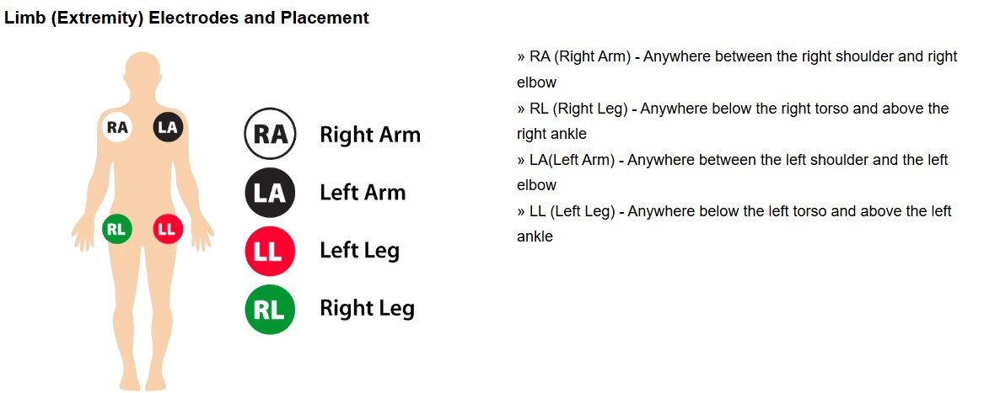 Limb (Extremity) Electrodes and Placement
RA
LA
RL
LL
RA Right Arm
LA Left Arm
LL Left Leg
RL Right Leg
» RA (Right Arm) - Anywhere between the right shoulder and right
elbow
» RL (Right Leg) - Anywhere below the right torso and above the
right ankle
» LA(Left Arm) - Anywhere between the left shoulder and the left
elbow
» LL (Left Leg) - Anywhere below the left torso and above the left
ankle